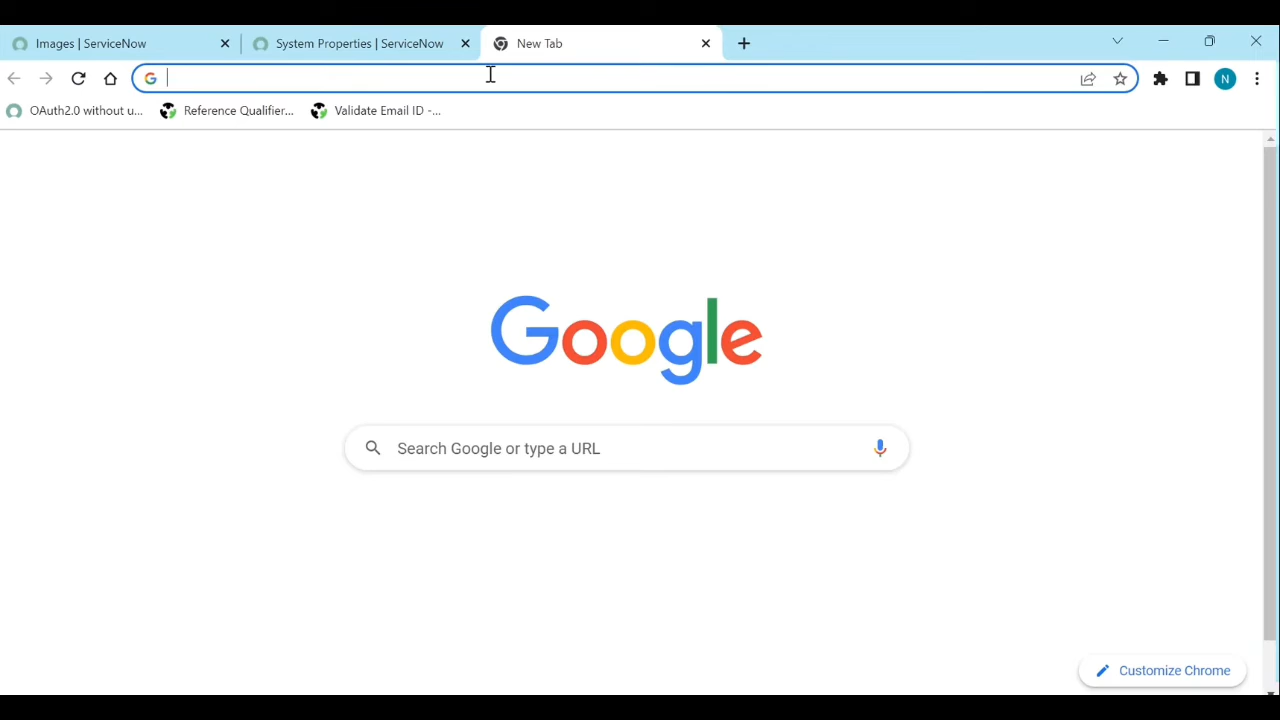 Images | ServiceNow
System Properties | ServiceNow
New Tab
G
N
OAuth2.0 without u...
Reference Qualifier...
Validate Email ID -...
Google
Search Google or type a URL
Customize Chrome